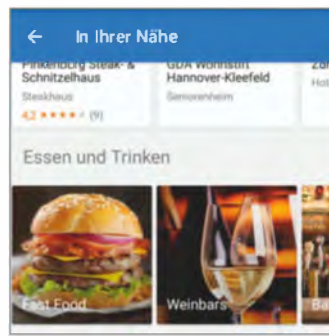 ← In Ihrer Nähe
Pinkenburg Steak- & GDA Wohnstift
Schnitzelhaus Hannover-Kleefeld
Steakhaus Seniorenheim
4,2 ★★★★★ (9)
Essen und Trinken
Fast Food Weinbars Ba